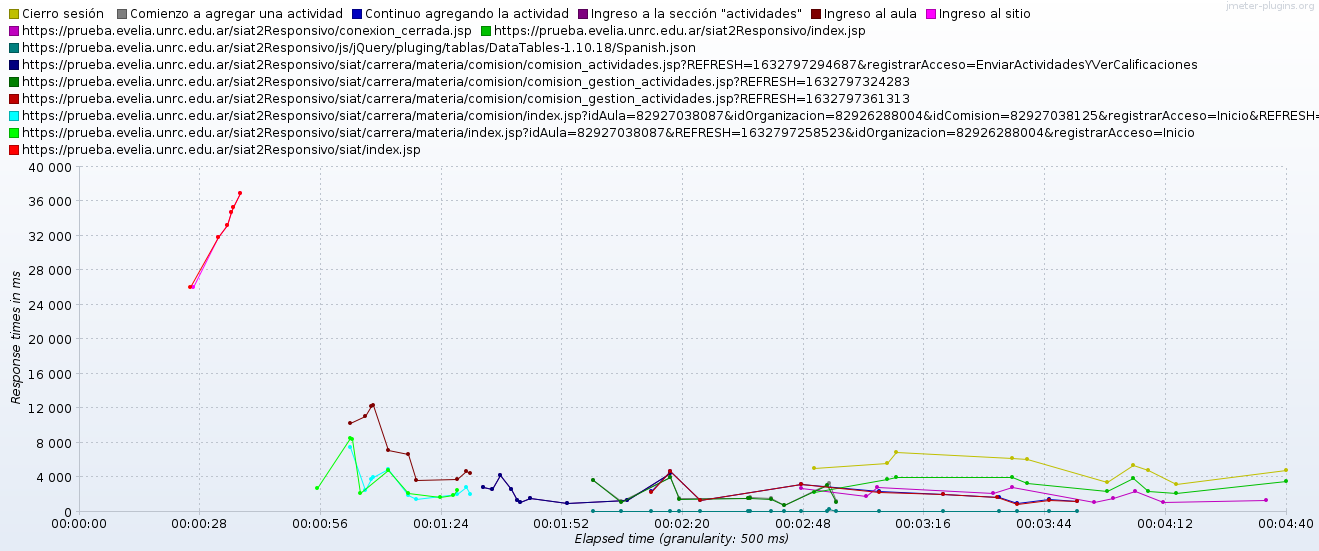 jmeter-plugins.org
Cierro sesión Comienzo a agregar una actividad Continuo agregando la actividad Ingreso a la sección "actividades" Ingreso al aula Ingreso al sitio
https://prueba.evelia.unrc.edu.ar/siat2Responsivo/conexion_cerrada.jsp https://prueba.evelia.unrc.edu.ar/siat2Responsivo/index.jsp
https://prueba.evelia.unrc.edu.ar/siat2Responsivo/js/jQuery/pluging/tablas/DataTables-1.10.18/Spanish.json
https://prueba.evelia.unrc.edu.ar/siat2Responsivo/siat/carrera/materia/comision/comision_actividades.jsp?REFRESH=1632797294687&registrarAcceso=EnviarActividadesYVerCalificaciones
https://prueba.evelia.unrc.edu.ar/siat2Responsivo/siat/carrera/materia/comision/comision_gestion_actividades.jsp?REFRESH=1632797324283
https://prueba.evelia.unrc.edu.ar/siat2Responsivo/siat/carrera/materia/comision/comision_gestion_actividades.jsp?REFRESH=1632797361313
https://prueba.evelia.unrc.edu.ar/siat2Responsivo/siat/carrera/materia/comision/index.jsp?idAula=82927038087&idOrganizacion=82926288004&idComision=82927038125&registrarAcceso=Inicio&REFRESH=
https://prueba.evelia.unrc.edu.ar/siat2Responsivo/siat/carrera/materia/index.jsp?idAula=82927038087&REFRESH=1632797258523&idOrganizacion=82926288004&registrarAcceso=Inicio
https://prueba.evelia.unrc.edu.ar/siat2Responsivo/siat/index.jsp
40 000
36 000
32 000
28 000
24 000
20 000
16 000
12 000
8 000
4 000
0
Response times in ms
00:00:00 00:00:28 00:00:56 00:01:24 00:01:52 00:02:20 00:02:48 00:03:16 00:03:44 00:04:12 00:04:40
Elapsed time (granularity: 500 ms)